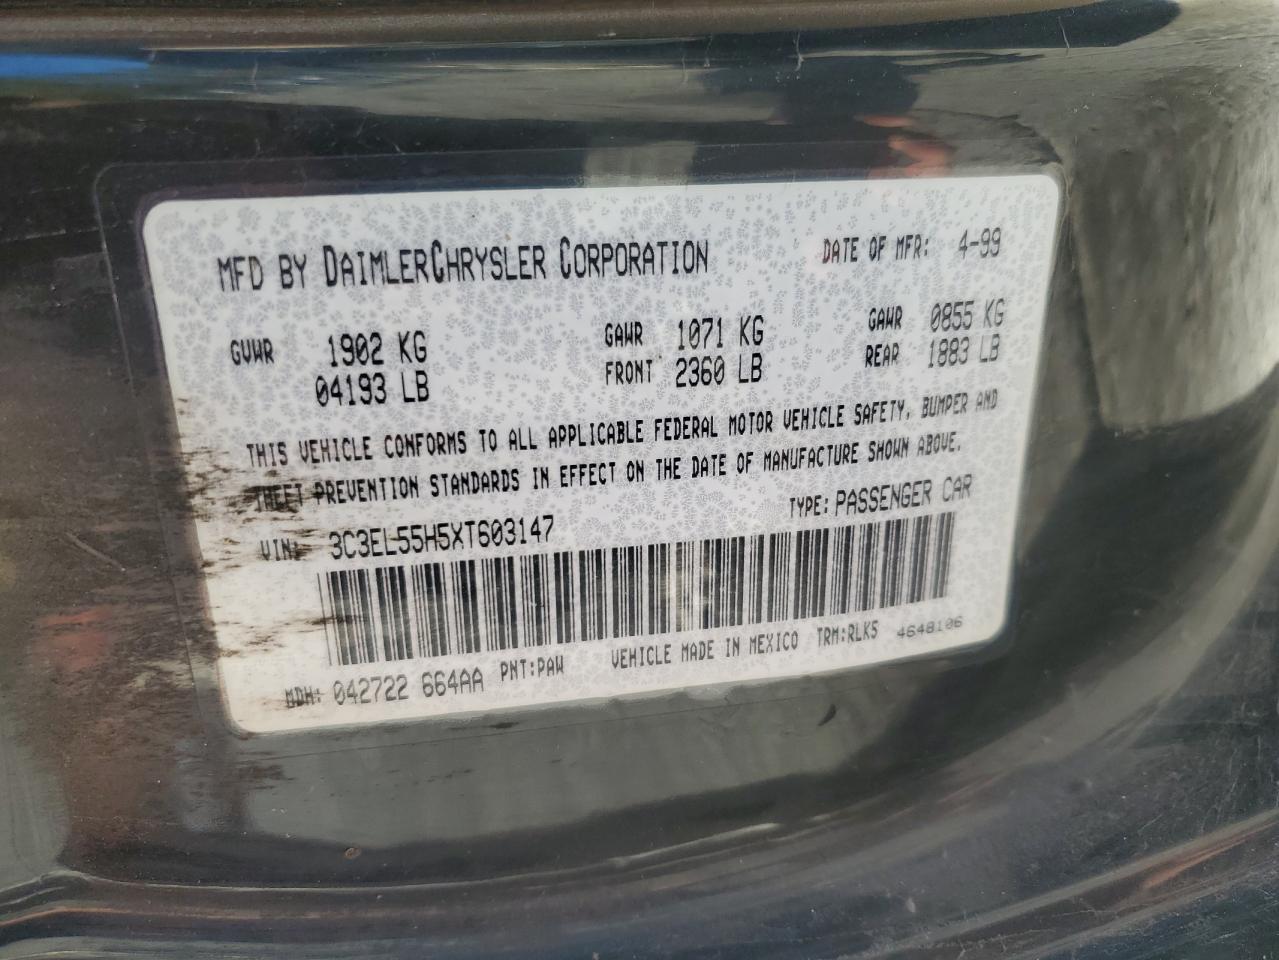 MFD BY DAIMLERCHRYSLER CORPORATION DATE OF MFR: 4-99
GVWR 1902 KG GAWR 1071 KG GAWR 0855 KG
04193 LB FRONT 2360 LB REAR 1883 LB
THIS VEHICLE CONFORMS TO ALL APPLICABLE FEDERAL MOTOR VEHICLE SAFETY, BUMPER AND
THEFT PREVENTION STANDARDS IN EFFECT ON THE DATE OF MANUFACTURE SHOWN ABOVE.
VIN: 3C3EL55H5XT603147 TYPE: PASSENGER CAR
MDH: 042722 664AA PNT:PAW VEHICLE MADE IN MEXICO TRM:RLK5 4648106